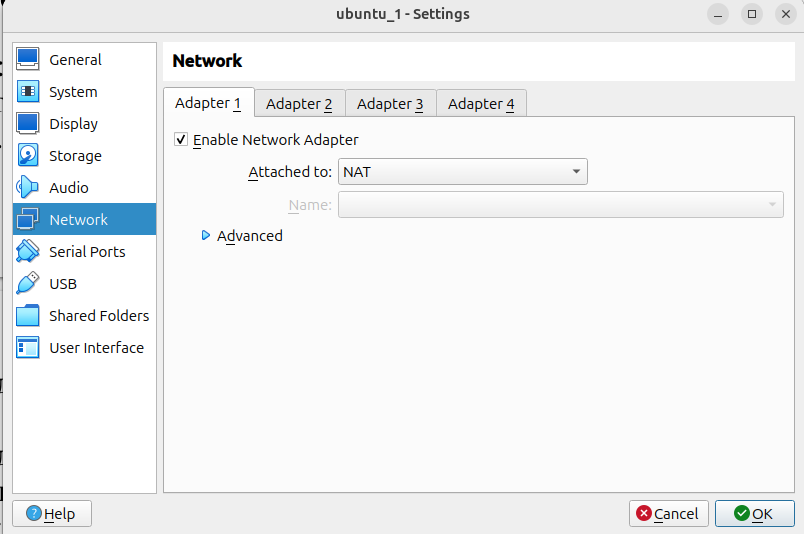 ubuntu_1 - Settings
General
System
Display
Storage
Audio
Network
Serial Ports
USB
Shared Folders
User Interface
Network
Adapter 1 Adapter 2 Adapter 3 Adapter 4
Enable Network Adapter
Attached to: NAT
Name:
Advanced
Help Cancel OK